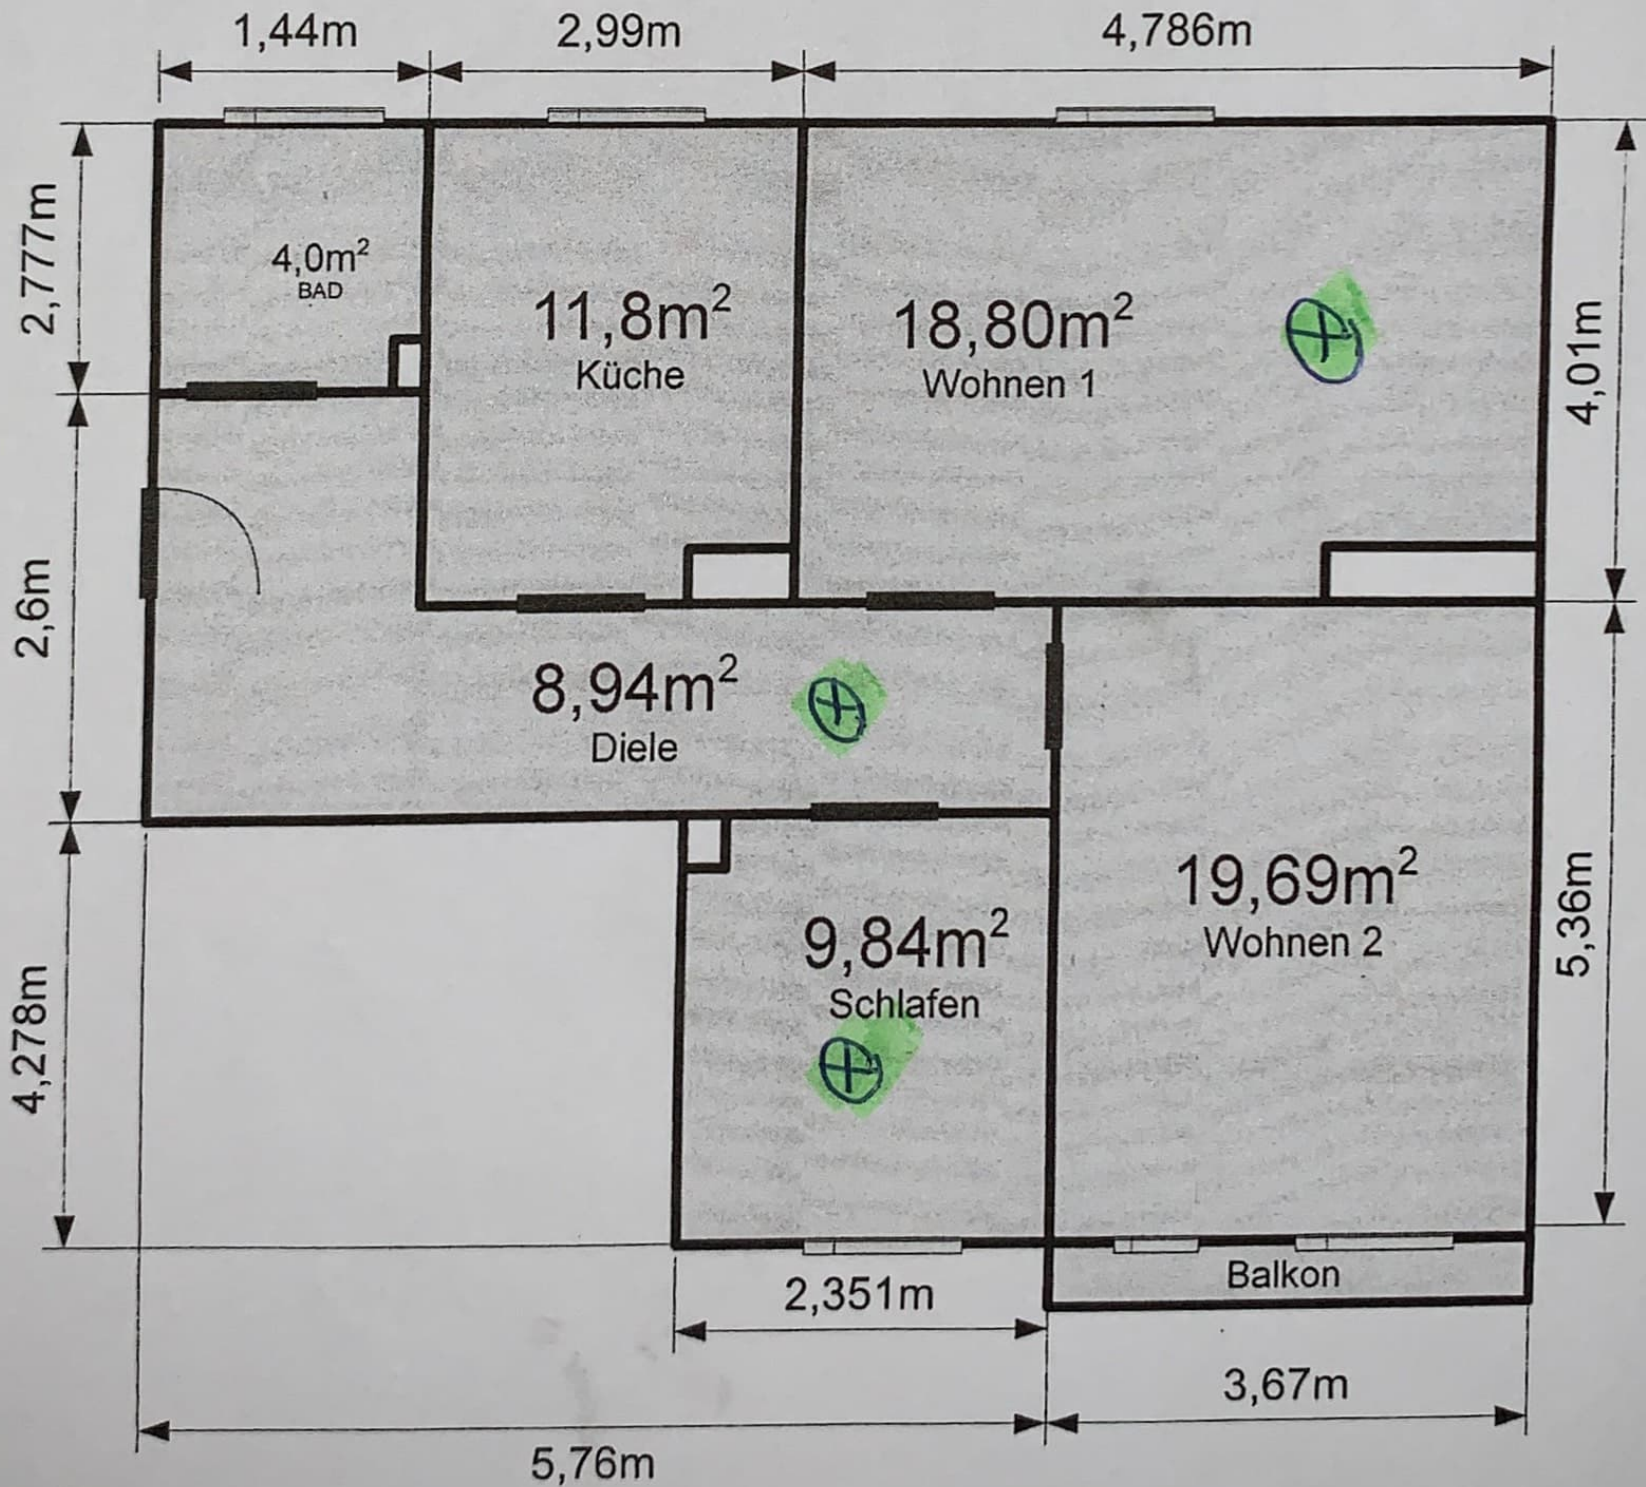 1,44m
2,99m
4,786m
2,777m
4,0m²
BAD
11,8m²
Küche
18,80m²
Wohnen 1
4,01m
2,6m
8,94m²
Diele
19,69m²
Wohnen 2
5,36m
9,84m²
Schlafen
4,278m
Balkon
2,351m
3,67m
5,76m